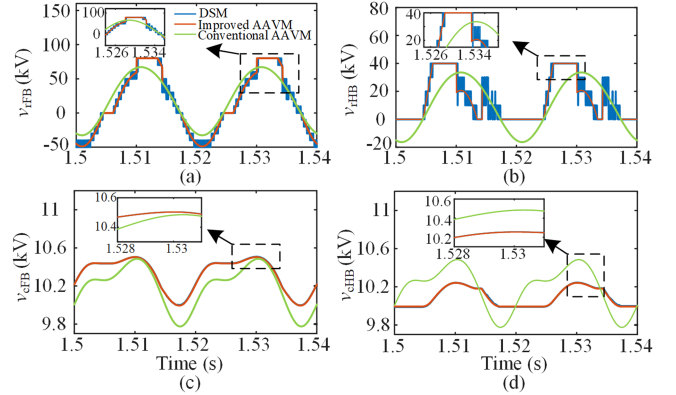 DSM
Improved AAVM
Conventional AAVM
v_rFB (kV)
150
100
50
0
-50
100
0
1.526 1.534
1.5 1.51 1.52 1.53 1.54
(a)
v_rHB (kV)
80
60
40
20
0
-20
40
20
1.526 1.534
1.5 1.51 1.52 1.53 1.54
(b)
v_cFB (kV)
11
10.6
10.2
9.8
10.6
10.4
1.528 1.53
1.5 1.51 1.52 1.53 1.54
Time (s)
(c)
v_cHB (kV)
11
10.6
10.2
9.8
10.6
10.4
10.2
1.528 1.53
1.5 1.51 1.52 1.53 1.54
Time (s)
(d)